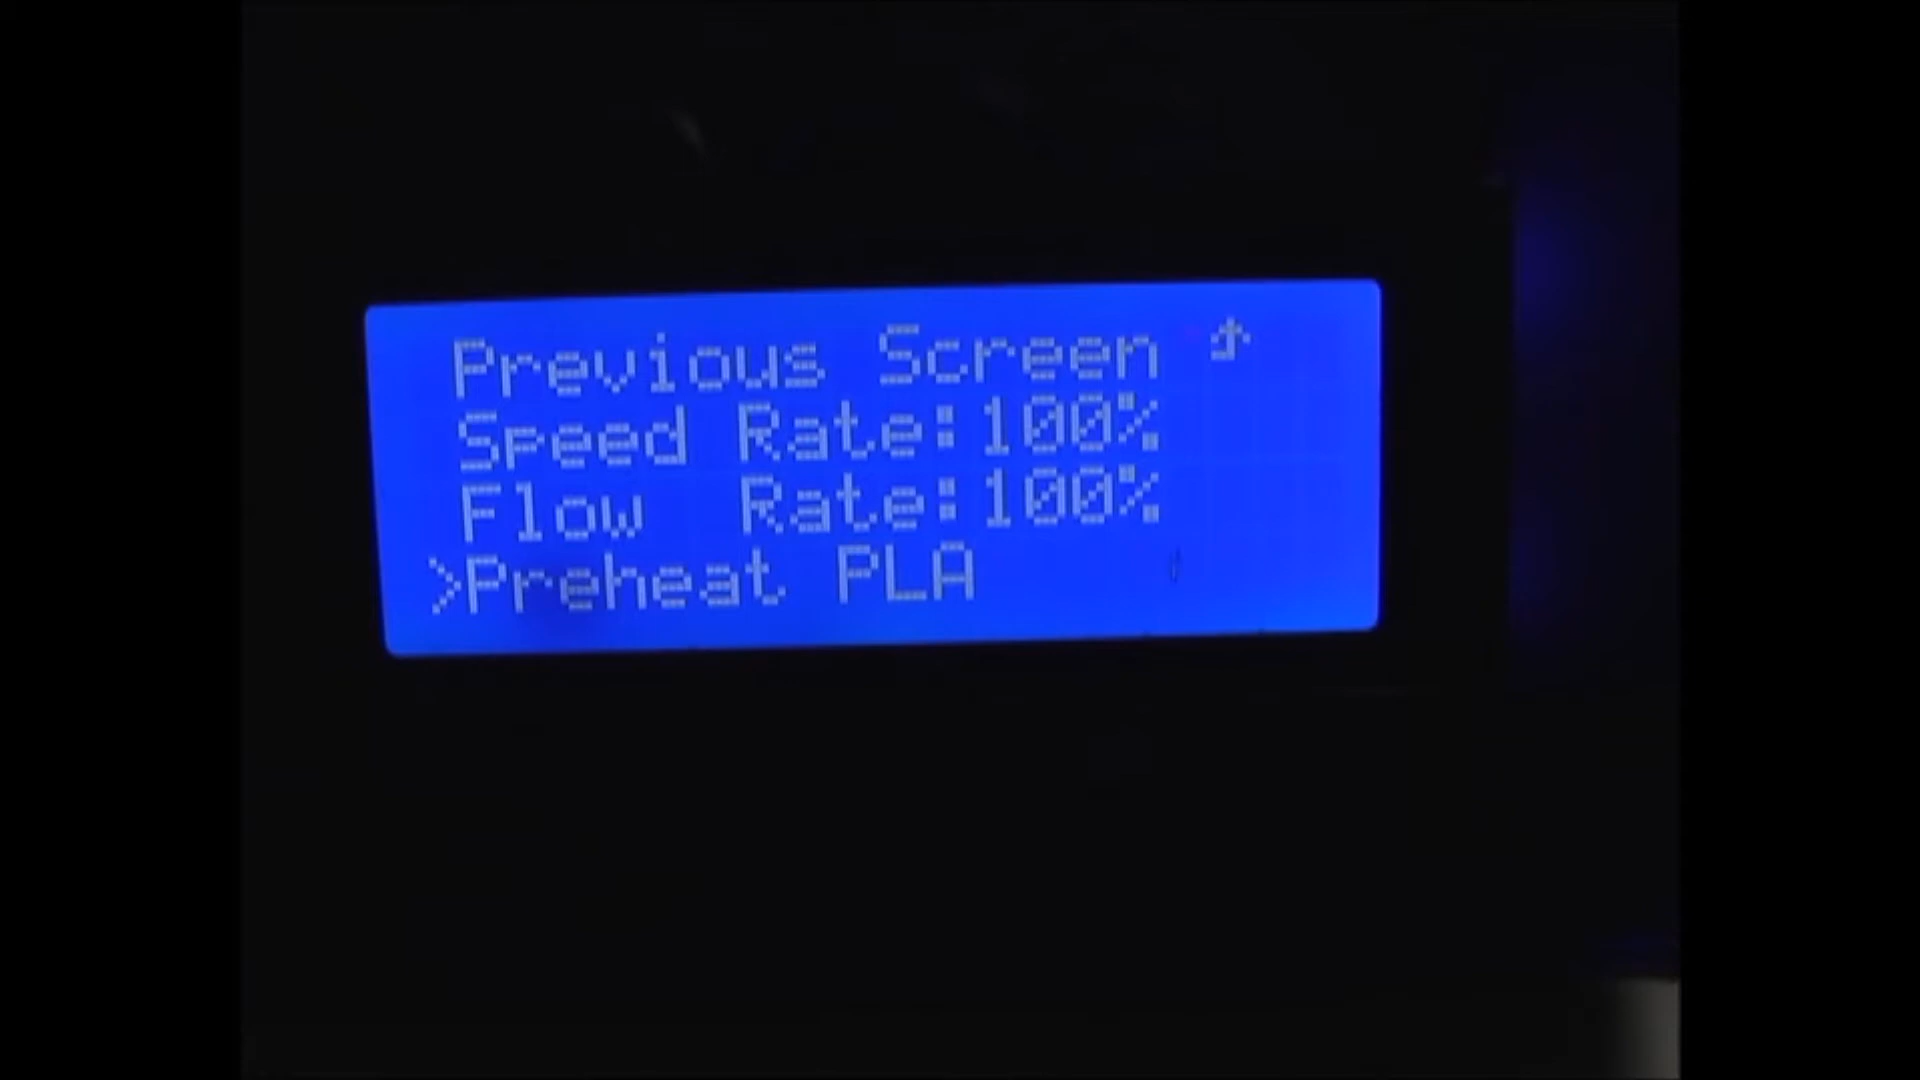 Previous Screen ⬏
Speed Rate:100%
Flow  Rate:100%
>Preheat PLA